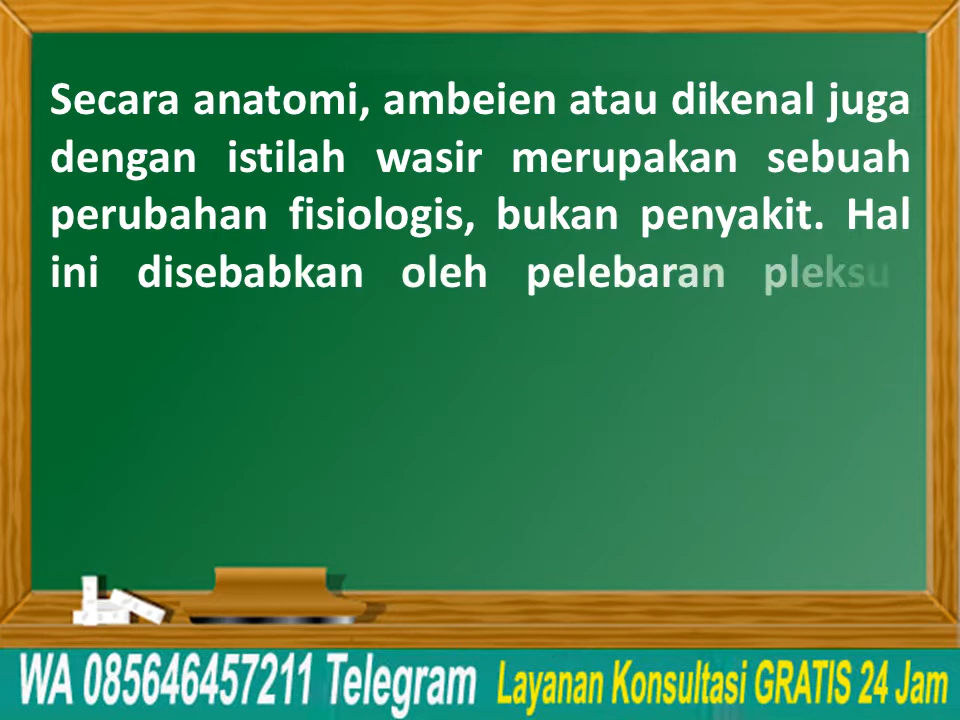 Secara anatomi, ambeien atau dikenal juga
dengan istilah wasir merupakan sebuah
perubahan fisiologis, bukan penyakit. Hal
ini disebabkan oleh pelebaran pleksu
WA 085646457211 Telegram Layanan Konsultasi GRATIS 24 Jam